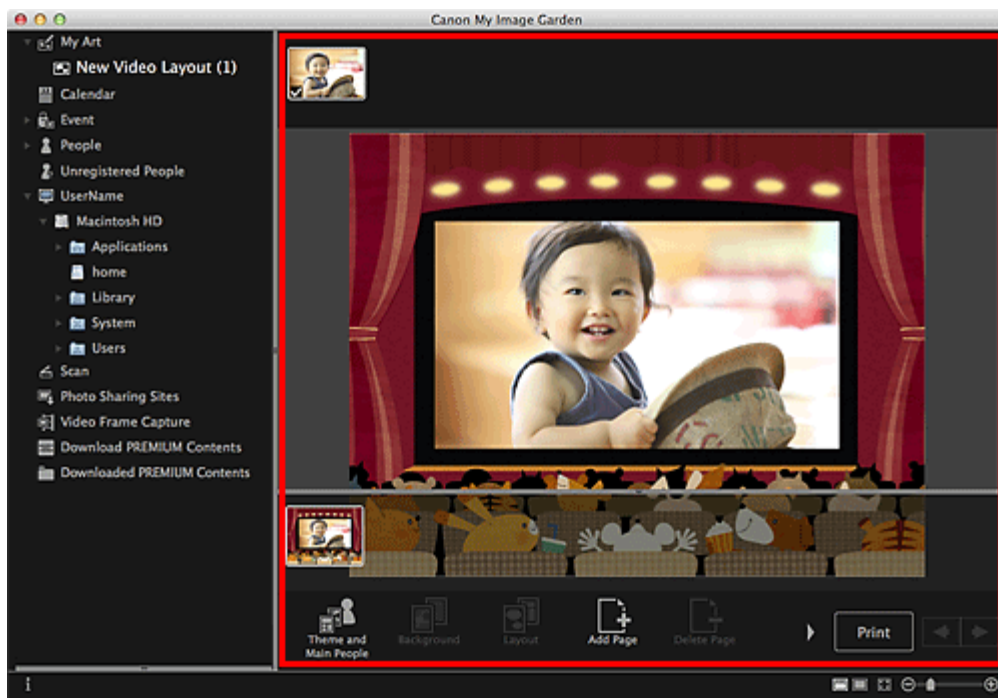 Canon My Image Garden
My Art
New Video Layout (1)
Calendar
Event
People
Unregistered People
UserName
Macintosh HD
Applications
home
Library
System
Users
Scan
Photo Sharing Sites
Video Frame Capture
Download PREMIUM Contents
Downloaded PREMIUM Contents
Theme and
Main People
Background
Layout
Add Page
Delete Page
Print